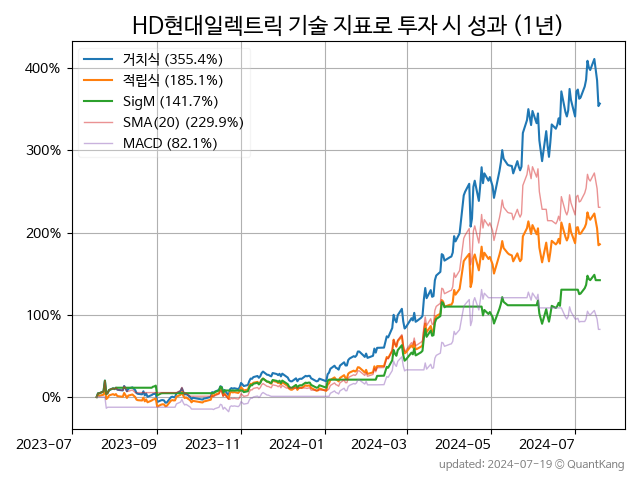 HD현대일렉트릭 기술 지표로 투자 시 성과 (1년)
거치식 (355.4%)
적립식 (185.1%)
SigM (141.7%)
SMA(20) (229.9%)
MACD (82.1%)
400%
300%
200%
100%
0%
2023-07 2023-09 2023-11 2024-01 2024-03 2024-05 2024-07
updated: 2024-07-19 @ QuantKang